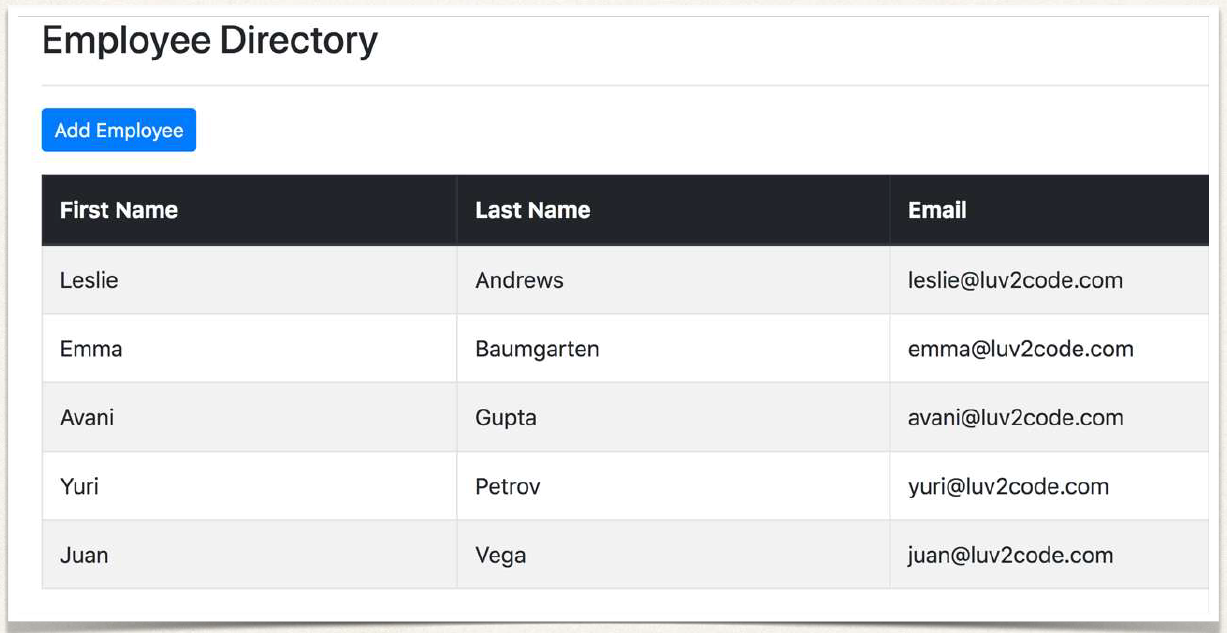 Employee Directory
Add Employee
First Name Last Name Email
Leslie Andrews leslie@luv2code.com
Emma Baumgarten emma@luv2code.com
Avani Gupta avani@luv2code.com
Yuri Petrov yuri@luv2code.com
Juan Vega juan@luv2code.com